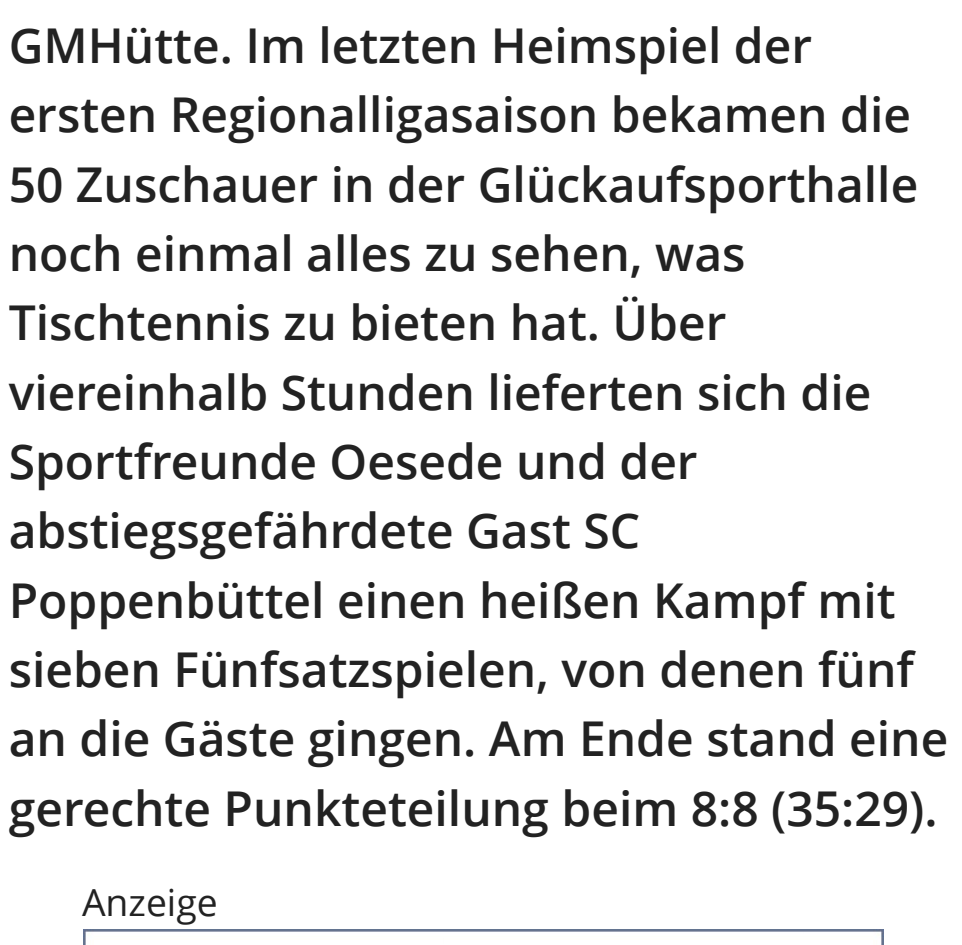 GMHütte. Im letzten Heimspiel der
ersten Regionalligasaison bekamen die
50 Zuschauer in der Glückaufsporthalle
noch einmal alles zu sehen, was
Tischtennis zu bieten hat. Über
viereinhalb Stunden lieferten sich die
Sportfreunde Oesede und der
abstiegsgefährdete Gast SC
Poppenbüttel einen heißen Kampf mit
sieben Fünfsatzspielen, von denen fünf
an die Gäste gingen. Am Ende stand eine
gerechte Punkteteilung beim 8:8 (35:29).
Anzeige